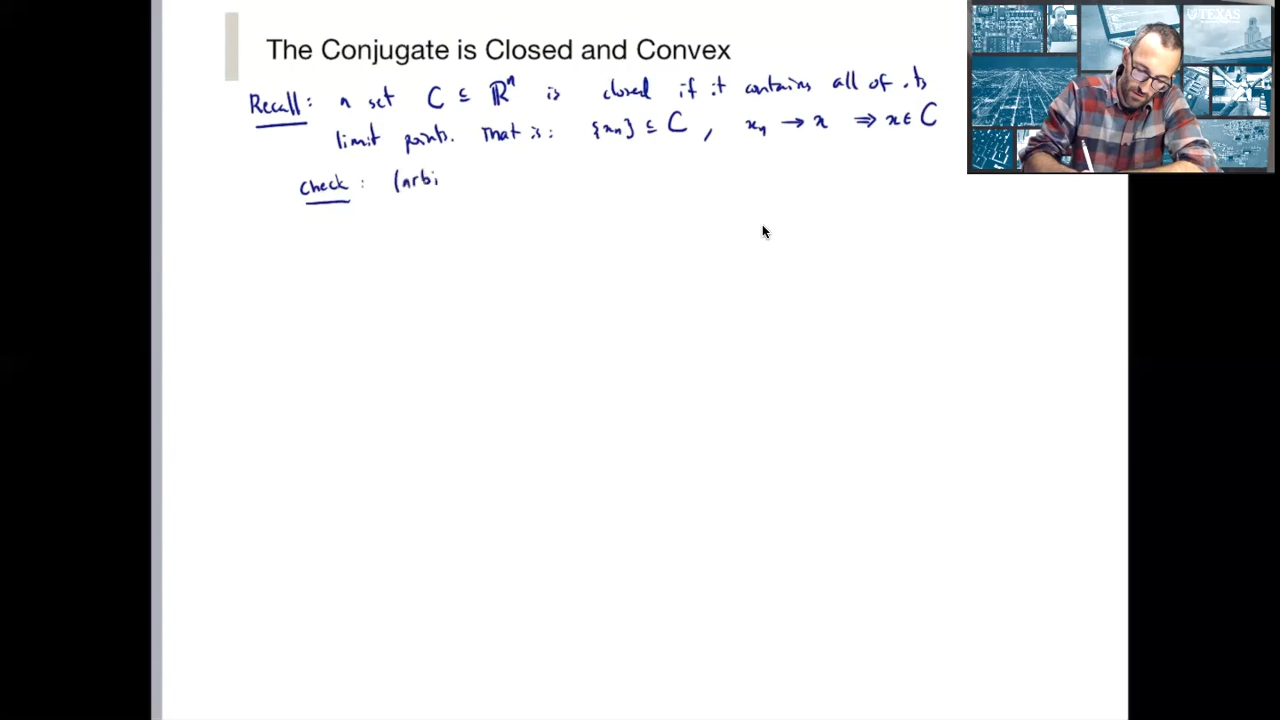 The Conjugate is Closed and Convex
TEXAS
Recall: a set C ⊆ ℝⁿ is closed if it contains all of its
limit points. That is: {xₙ} ⊆ C, xₙ → x ⇒ x ∈ C
Check: (arbi